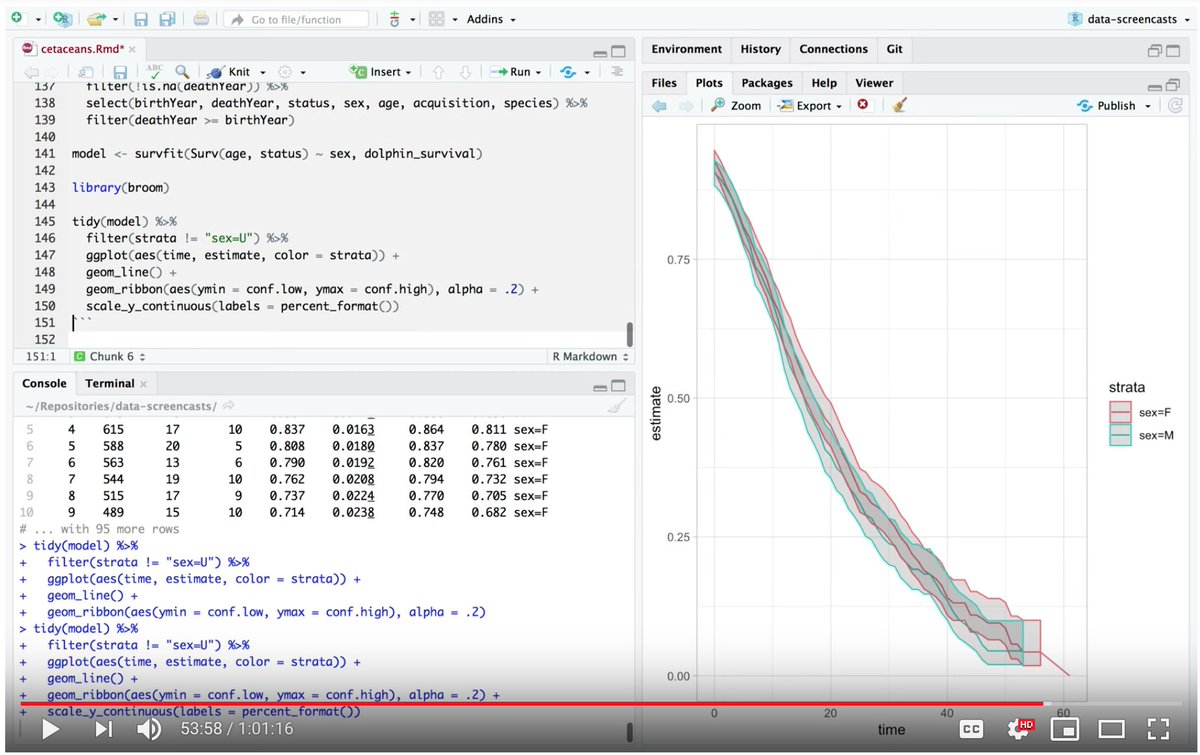 Go to file/function
Addins
data-screencasts
cetaceans.Rmd*
Environment
History
Connections
Git
ABC
Knit
Insert
Run
Files
Plots
Packages
Help
Viewer
Zoom
Export
Publish
137 filter(!is.na(deathYear)) %>%
138 select(birthYear, deathYear, status, sex, age, acquisition, species) %>%
139 filter(deathYear >= birthYear)
140
141 model <- survfit(Surv(age, status) ~ sex, dolphin_survival)
142
143 library(broom)
144
145 tidy(model) %>%
146 filter(strata != "sex=U") %>%
147 ggplot(aes(time, estimate, color = strata)) +
148 geom_line() +
149 geom_ribbon(aes(ymin = conf.low, ymax = conf.high), alpha = .2) +
150 scale_y_continuous(labels = percent_format())
151 ```
152
151:1 Chunk 6 R Markdown
Console Terminal
~/Repositories/data-screencasts/
5 4 615 17 10 0.837 0.0163 0.864 0.811 sex=F
6 5 588 20 5 0.808 0.0180 0.837 0.780 sex=F
7 6 563 13 6 0.790 0.0192 0.820 0.761 sex=F
8 7 544 19 10 0.762 0.0208 0.794 0.732 sex=F
9 8 515 17 9 0.737 0.0224 0.770 0.705 sex=F
10 9 489 15 10 0.714 0.0238 0.748 0.682 sex=F
# ... with 95 more rows
> tidy(model) %>%
+ filter(strata != "sex=U") %>%
+ ggplot(aes(time, estimate, color = strata)) +
+ geom_line() +
+ geom_ribbon(aes(ymin = conf.low, ymax = conf.high), alpha = .2)
> tidy(model) %>%
+ filter(strata != "sex=U") %>%
+ ggplot(aes(time, estimate, color = strata)) +
+ geom_line() +
+ geom_ribbon(aes(ymin = conf.low, ymax = conf.high), alpha = .2) +
+ scale_y_continuous(labels = percent_format())
0.75
0.50
0.25
0.00
estimate
0
20
40
60
time
strata
sex=F
sex=M
53:58 / 1:01:16
CC
HD